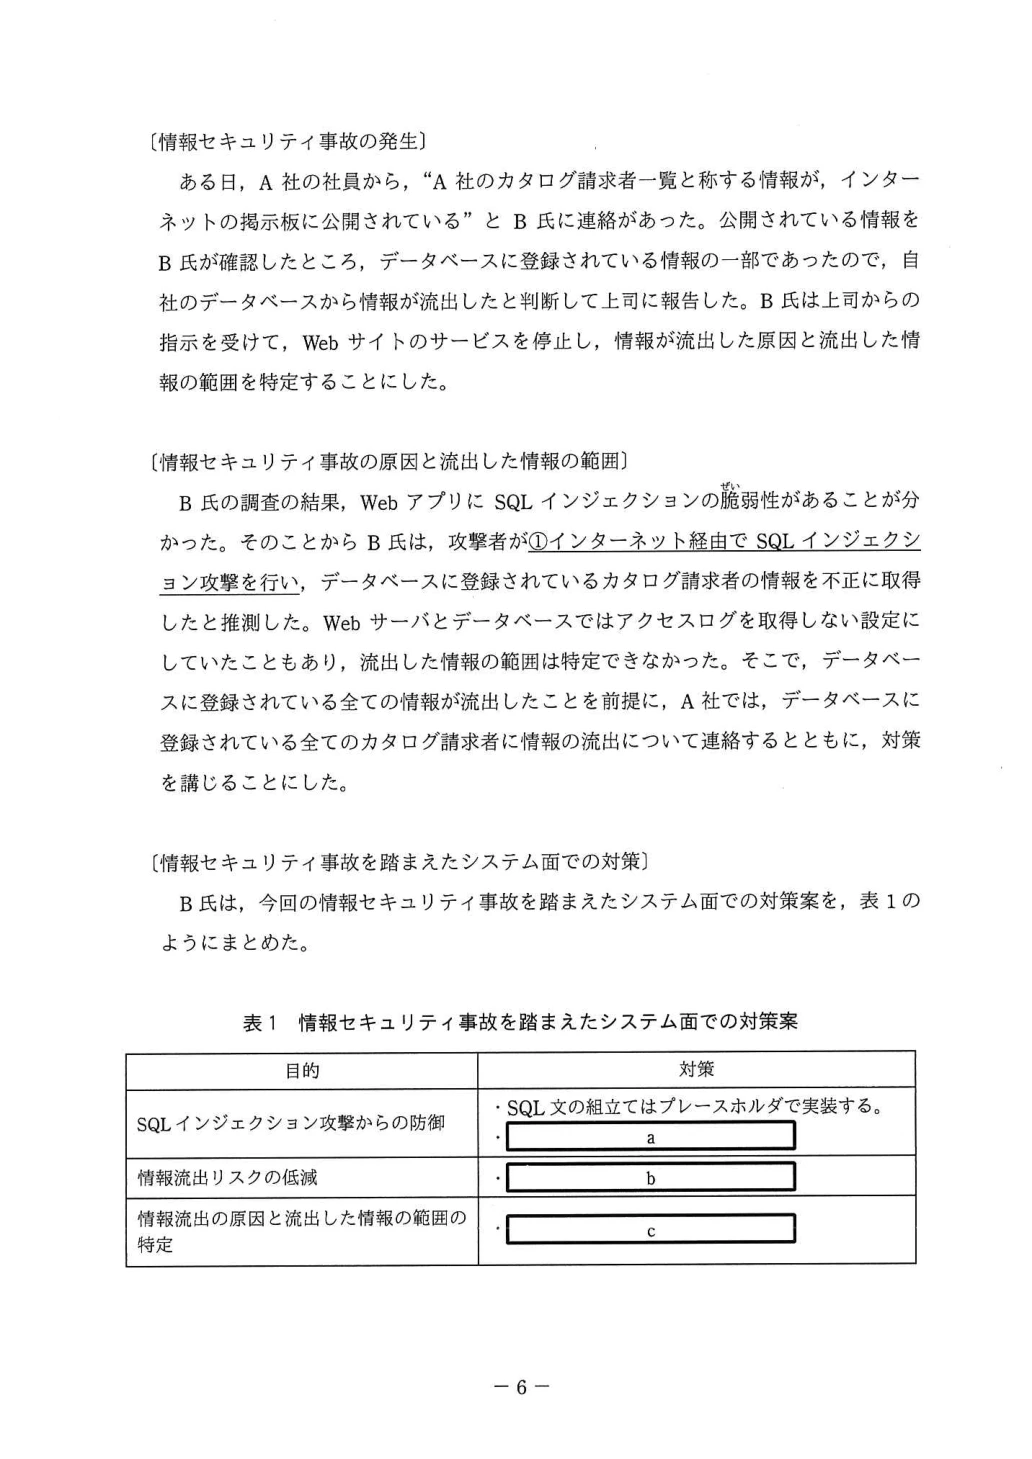 〔情報セキュリティ事故の発生〕
ある日，A 社の社員から，“A 社のカタログ請求者一覧と称する情報が，インター
ネットの掲示板に公開されている” と B 氏に連絡があった。公開されている情報を
B 氏が確認したところ，データベースに登録されている情報の一部であったので，自
社のデータベースから情報が流出したと判断して上司に報告した。B 氏は上司からの
指示を受けて，Web サイトのサービスを停止し，情報が流出した原因と流出した情
報の範囲を特定することにした。
〔情報セキュリティ事故の原因と流出した情報の範囲〕
B 氏の調査の結果，Web アプリに SQL インジェクションの脆弱性があることが分
ぜい
かった。そのことから B 氏は，攻撃者が①インターネット経由で SQL インジェクシ
ョン攻撃を行い，データベースに登録されているカタログ請求者の情報を不正に取得
したと推測した。Web サーバとデータベースではアクセスログを取得しない設定に
していたこともあり，流出した情報の範囲は特定できなかった。そこで，データベー
スに登録されている全ての情報が流出したことを前提に，A 社では，データベースに
登録されている全てのカタログ請求者に情報の流出について連絡するとともに，対策
を講じることにした。
〔情報セキュリティ事故を踏まえたシステム面での対策〕
B 氏は，今回の情報セキュリティ事故を踏まえたシステム面での対策案を，表 1 の
ようにまとめた。
表 1　情報セキュリティ事故を踏まえたシステム面での対策案
目的
対策
SQL インジェクション攻撃からの防御
・SQL 文の組立てはプレースホルダで実装する。
・ a
情報流出リスクの低減
・ b
情報流出の原因と流出した情報の範囲の
特定
・ c
－ 6 －